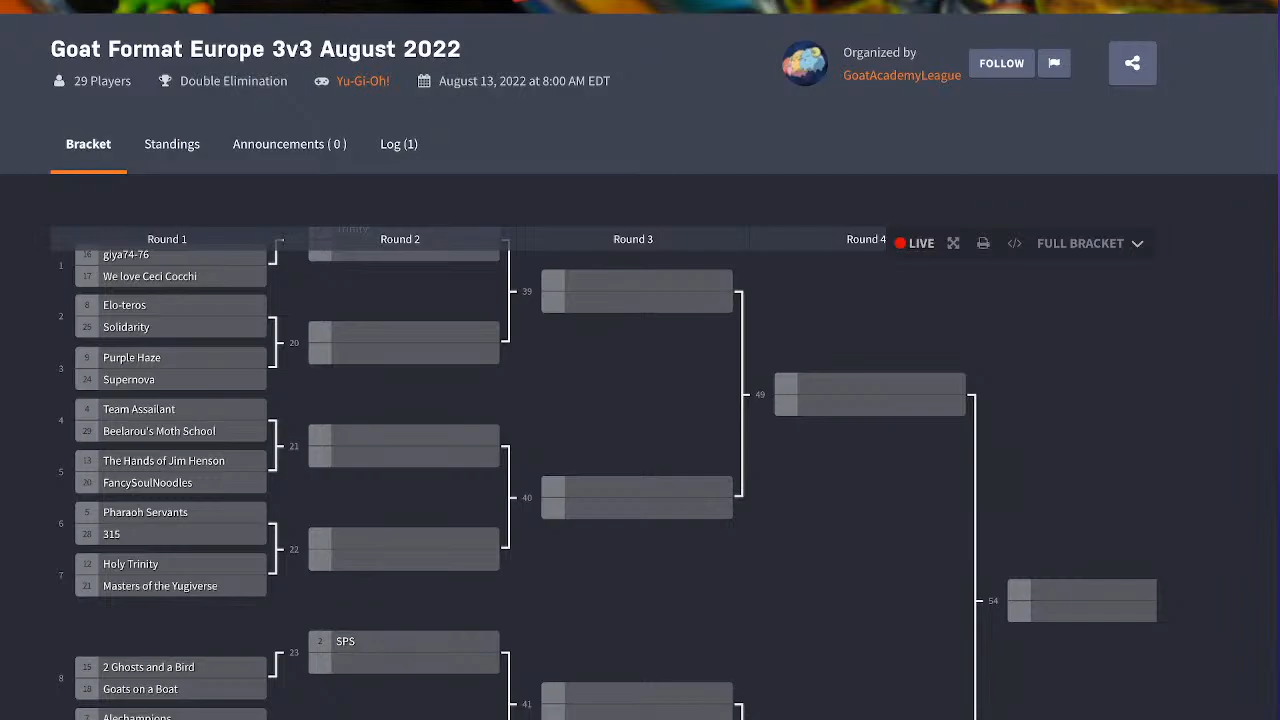 Goat Format Europe 3v3 August 2022
29 Players
Double Elimination
Yu-Gi-Oh!
August 13, 2022 at 8:00 AM EDT
Organized by
GoatAcademyLeague
FOLLOW
Bracket
Standings
Announcements ( 0 )
Log (1)
Round 1
Round 2
Round 3
Round 4
LIVE
</>
FULL BRACKET
Trinity
1
16 giya74-76
17 We love Ceci Cocchi
2
8 Elo-teros
25 Solidarity
3
9 Purple Haze
24 Supernova
4
4 Team Assailant
29 Beelarou's Moth School
5
13 The Hands of Jim Henson
20 FancySoulNoodles
6
5 Pharaoh Servants
28 315
7
12 Holy Trinity
21 Masters of the Yugiverse
8
15 2 Ghosts and a Bird
18 Goats on a Boat
7 Alechampions
20
21
22
23
2 SPS
39
40
41
49
54